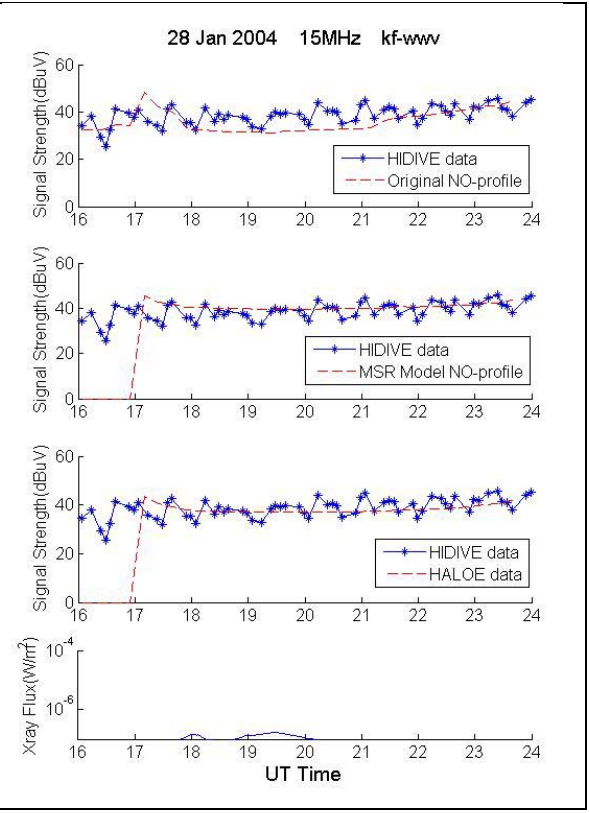 28 Jan 2004 15MHz kf-wwv
Signal Strength(dBuV)
60
40
20
0
HIDIVE data
Original NO-profile
16 17 18 19 20 21 22 23 24
Signal Strength(dBuV)
60
40
20
0
HIDIVE data
MSR Model NO-profile
16 17 18 19 20 21 22 23 24
Signal Strength(dBuV)
60
40
20
0
HIDIVE data
HALOE data
16 17 18 19 20 21 22 23 24
Xray Flux(W/m²)
10⁻⁴
10⁻⁶
16 17 18 19 20 21 22 23 24
UT Time